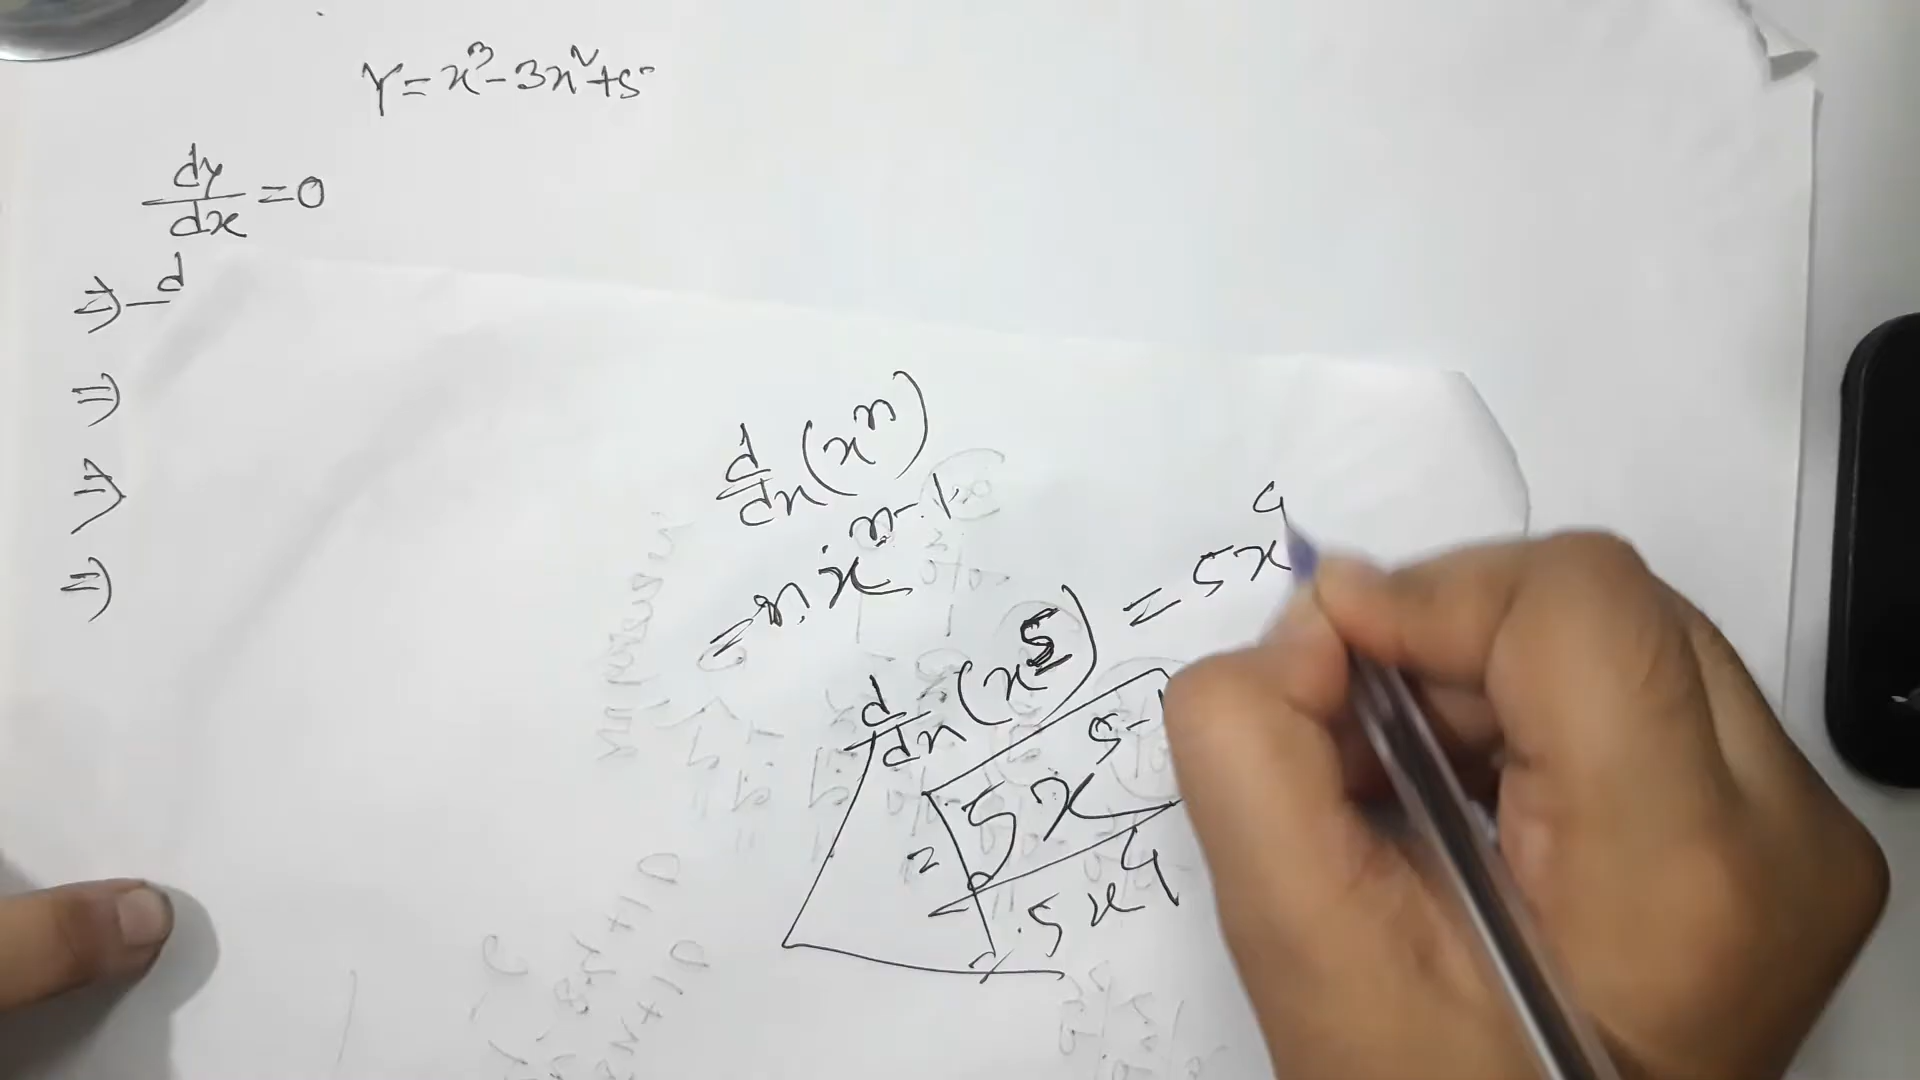 Y = x³ - 3x² + 5
dy/dx = 0
⇒ d
⇒
⇒
⇒
d/dx (xⁿ)
= n·xⁿ⁻¹
d/dx (x⁵) = 5x⁴
= 5x⁵⁻¹
= 5x⁴